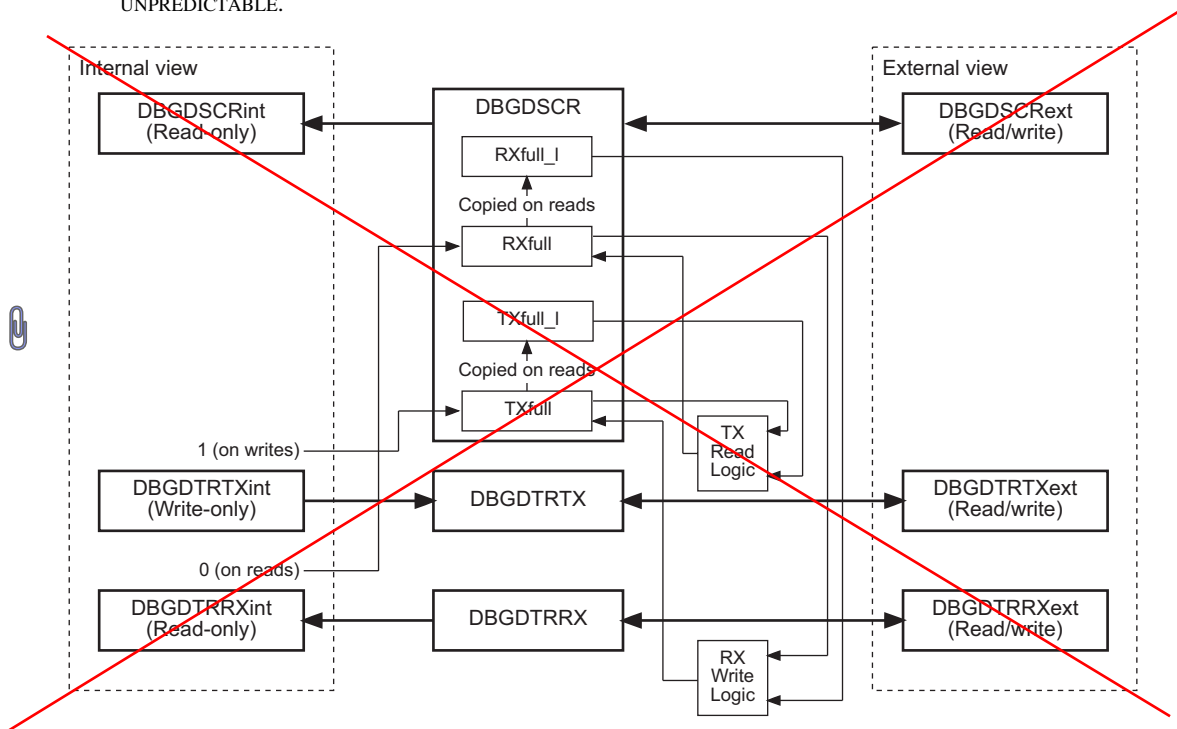 UNPREDICTABLE.
Internal view
External view
DBGDSCRint
(Read-only)
DBGDSCR
DBGDSCRext
(Read/write)
RXfull_l
Copied on reads
RXfull
TXfull_l
Copied on reads
TXfull
TX
Read
Logic
1 (on writes)
DBGDTRTXint
(Write-only)
DBGDTRTX
DBGDTRTXext
(Read/write)
0 (on reads)
DBGDTRRXint
(Read-only)
DBGDTRRX
DBGDTRRXext
(Read/write)
RX
Write
Logic